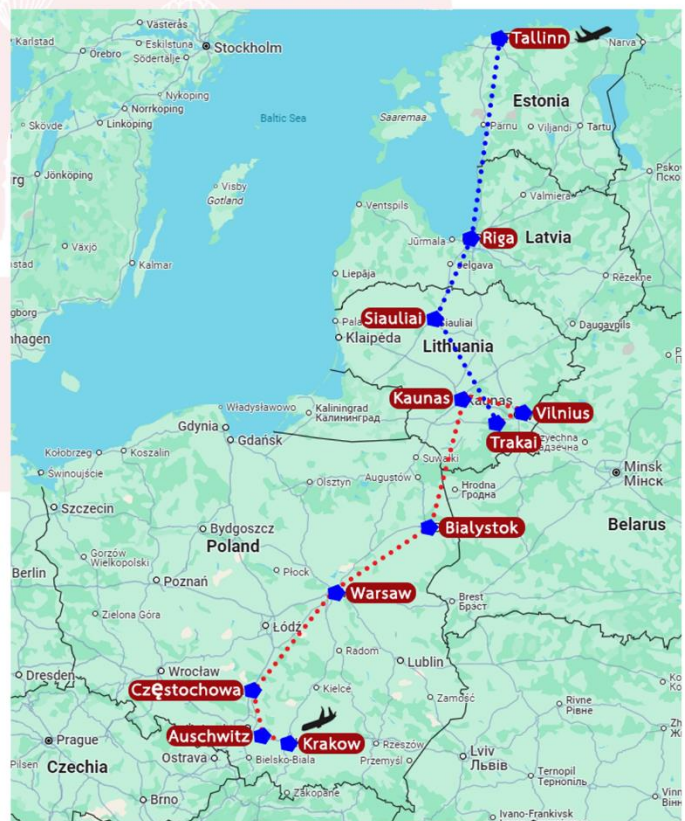 Västerås
Karlstad
Eskilstuna
Örebro
Stockholm
Södertälje
Tallinn
Narva
Nyköping
Norrköping
Skövde
Linköping
Baltic Sea
Saaremaa
Estonia
Pärnu
Viljandi
Tartu
Jönköping
Visby
Gotland
Valmiera
Ventspils
Växjö
Kalmar
Jūrmala
Riga
Latvia
Jelgava
Rēzekne
Liepāja
Siauliai
Šiauliai
Daugavpils
Klaipėda
Lithuania
Kaunas
Kaunas
Vilnius
Trakai
Władysławowo
Kaliningrad
Калининград
Gdynia
Gdańsk
Kołobrzeg
Koszalin
Świnoujście
Suwałki
Olsztyn
Augustów
Hrodna
Гродна
Minsk
Мінск
Szczecin
Bydgoszcz
Bialystok
Belarus
Poland
Gorzów
Wielkopolski
Berlin
Poznań
Płock
Warsaw
Brest
Брэст
Zielona Góra
Łódź
Radom
Lublin
Dresden
Wrocław
Częstochowa
Kielce
Zamość
Rivne
Рівне
Auschwitz
Krakow
Prague
Ostrava
Bielsko-Biala
Rzeszów
Przemyśl
Lviv
Львів
Pilsen
Czechia
Ternopil
Тернопіль
Brno
Zakopane
Ivano-Frankivsk